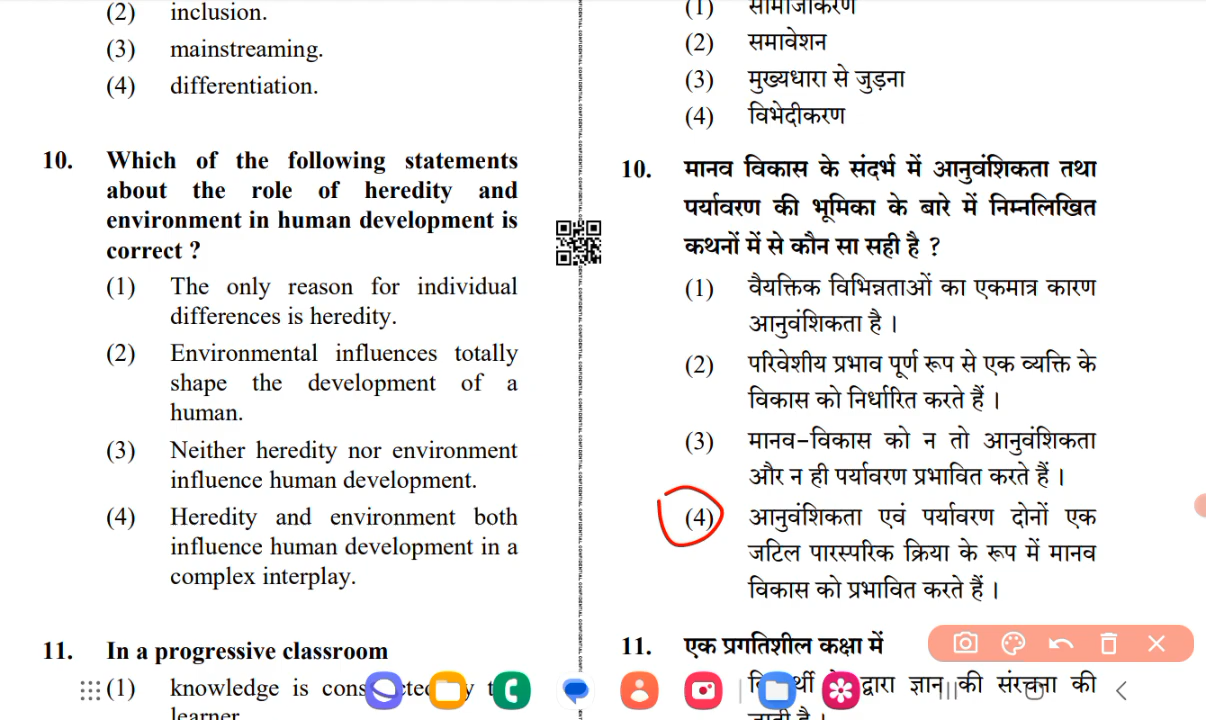 (2) inclusion.
(3) mainstreaming.
(4) differentiation.
10. Which of the following statements
about the role of heredity and
environment in human development is
correct ?
(1) The only reason for individual
differences is heredity.
(2) Environmental influences totally
shape the development of a
human.
(3) Neither heredity nor environment
influence human development.
(4) Heredity and environment both
influence human development in a
complex interplay.
11. In a progressive classroom
(1) knowledge is
learner
(1) सामाजीकरण
(2) समावेशन
(3) मुख्यधारा से जुड़ना
(4) विभेदीकरण
10. मानव विकास के संदर्भ में आनुवंशिकता तथा
पर्यावरण की भूमिका के बारे में निम्नलिखित
कथनों में से कौन सा सही है ?
(1) वैयक्तिक विभिन्नताओं का एकमात्र कारण
आनुवंशिकता है ।
(2) परिवेशीय प्रभाव पूर्ण रूप से एक व्यक्ति के
विकास को निर्धारित करते हैं ।
(3) मानव-विकास को न तो आनुवंशिकता
और न ही पर्यावरण प्रभावित करते हैं ।
(4) आनुवंशिकता एवं पर्यावरण दोनों एक
जटिल पारस्परिक क्रिया के रूप में मानव
विकास को प्रभावित करते हैं ।
11. एक प्रगतिशील कक्षा में
द्वारा ज्ञान की संरचना की
जाती है ।